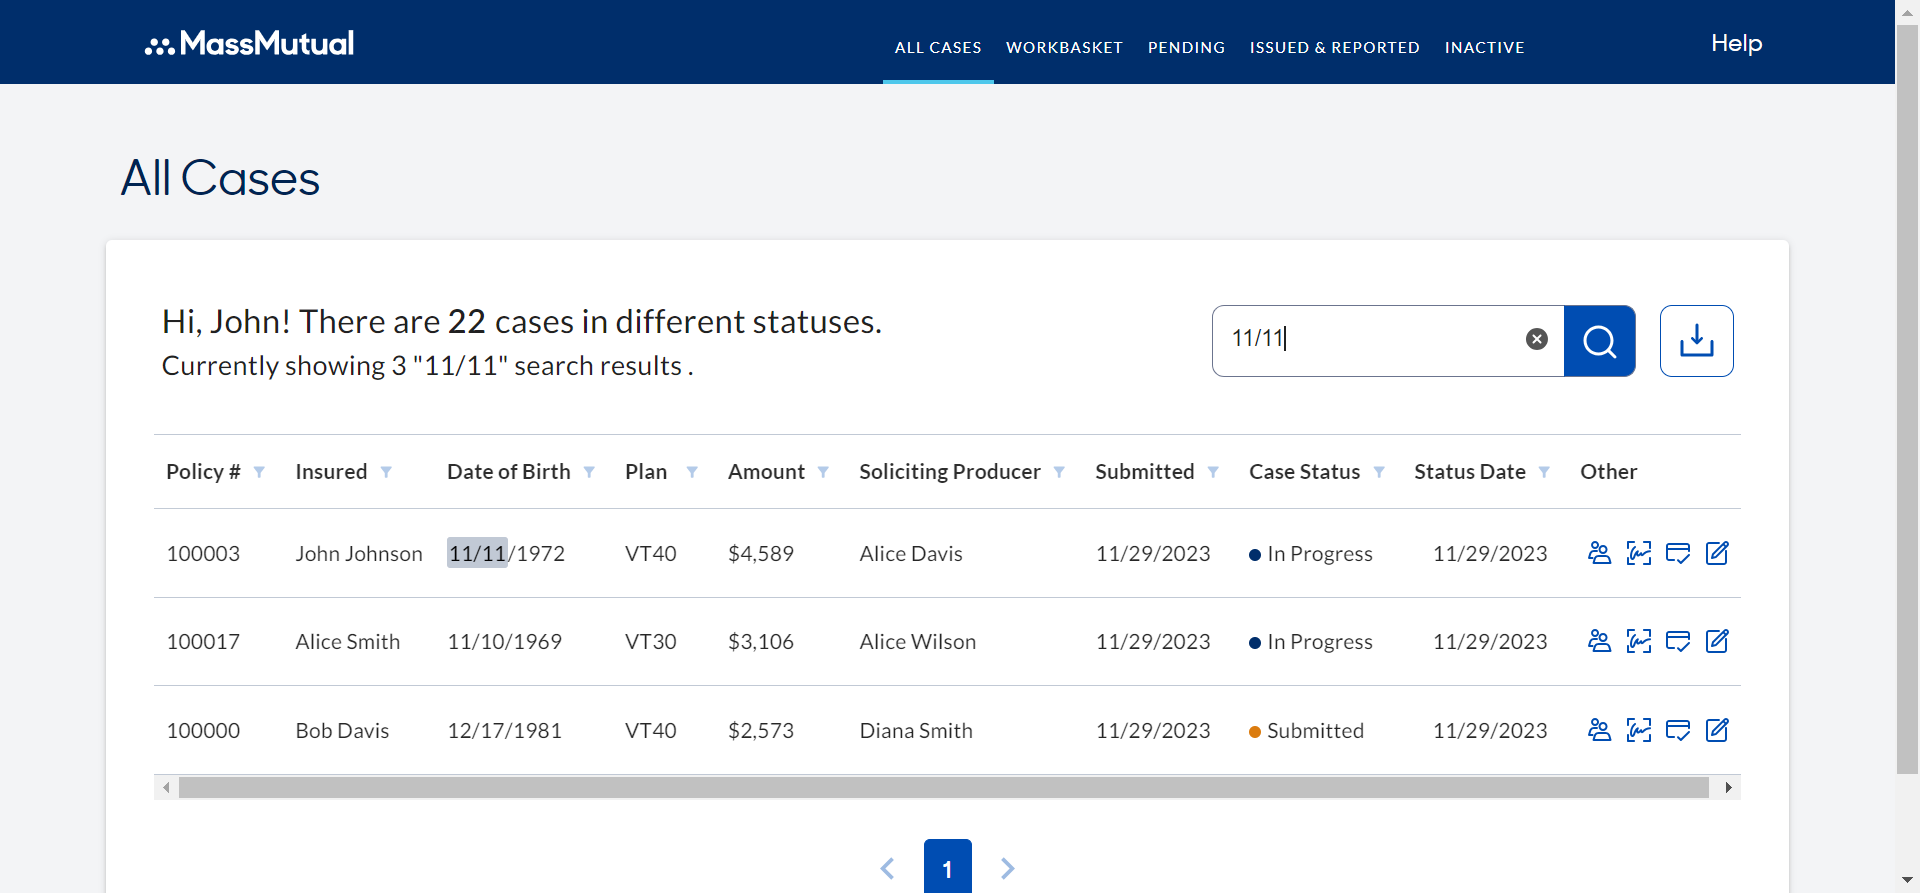 MassMutual
ALL CASES WORKBASKET PENDING ISSUED & REPORTED INACTIVE Help
All Cases
Hi, John! There are 22 cases in different statuses.
Currently showing 3 "11/11" search results .
11/11
Policy # Insured Date of Birth Plan Amount Soliciting Producer Submitted Case Status Status Date Other
100003 John Johnson 11/11/1972 VT40 $4,589 Alice Davis 11/29/2023 In Progress 11/29/2023
100017 Alice Smith 11/10/1969 VT30 $3,106 Alice Wilson 11/29/2023 In Progress 11/29/2023
100000 Bob Davis 12/17/1981 VT40 $2,573 Diana Smith 11/29/2023 Submitted 11/29/2023
1